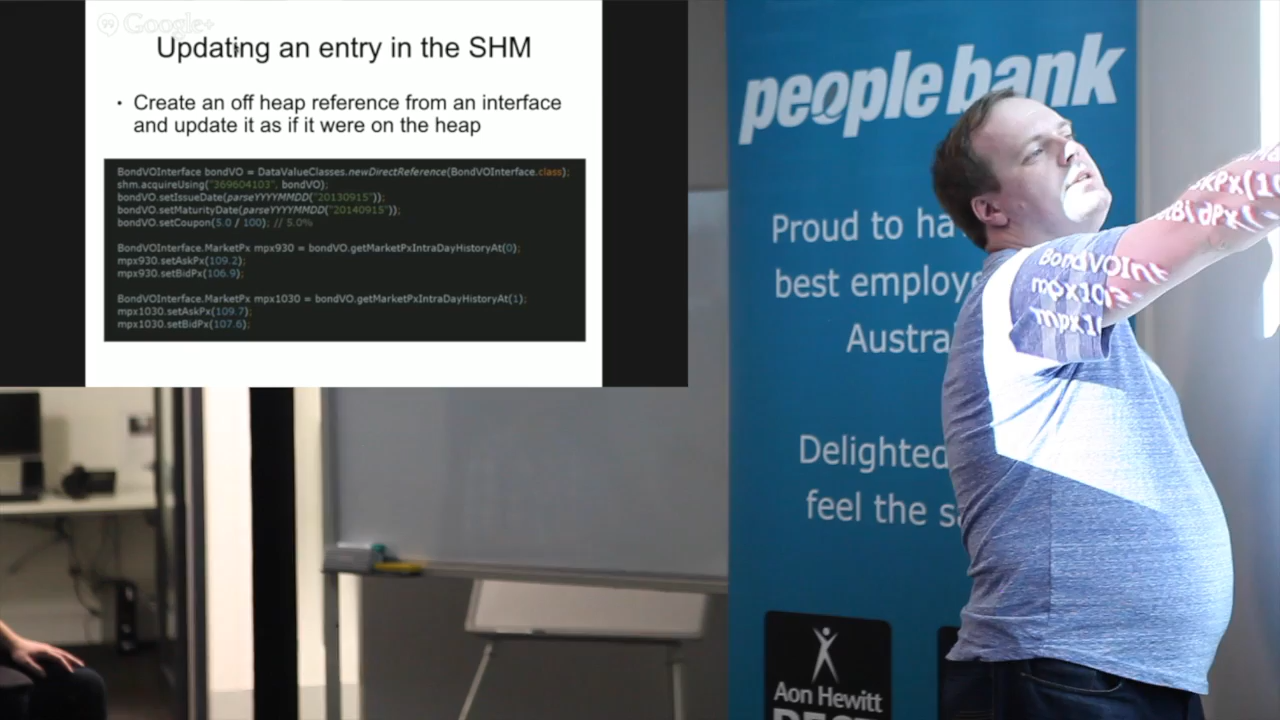 Google+
Updating an entry in the SHM
• Create an off heap reference from an interface
and update it as if it were on the heap
BondVOInterface bondVO = DataValueClasses.newDirectReference(BondVOInterface.class);
shm.acquireUsing("369604103", bondVO);
bondVO.setIssueDate(parseYYYYMMDD("20130915"));
bondVO.setMaturityDate(parseYYYYMMDD("20140915"));
bondVO.setCoupon(5.0 / 100); // 5.0%
BondVOInterface.MarketPx mpx930 = bondVO.getMarketPxIntraDayHistoryAt(0);
mpx930.setAskPx(109.2);
mpx930.setBidPx(106.9);
BondVOInterface.MarketPx mpx1030 = bondVO.getMarketPxIntraDayHistoryAt(1);
mpx1030.setAskPx(109.7);
mpx1030.setBidPx(107.6);
peoplebank
Proud to ha
best employe
Austra
Delighted
feel the s
Aon Hewitt
BEST
BondVOInt
mpx10
mpx10